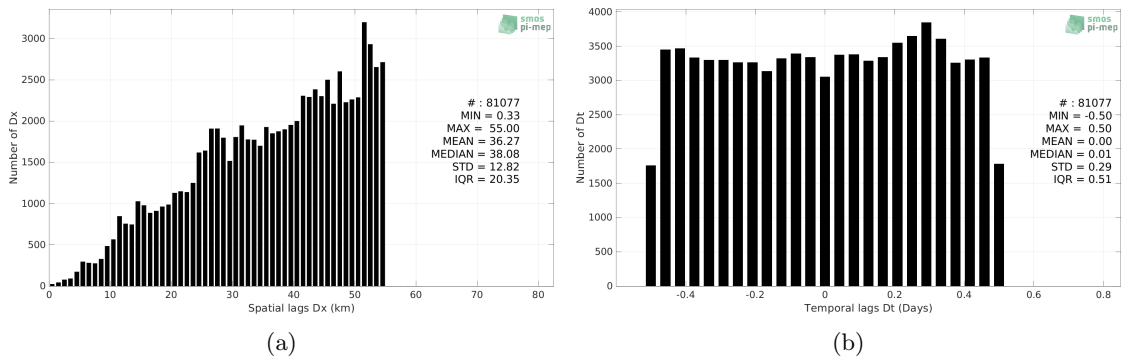 smos
pi-mep
3000
2500
2000
1500
1000
500
0
Number of Dx
# : 81077
MIN = 0.33
MAX = 55.00
MEAN = 36.27
MEDIAN = 38.08
STD = 12.82
IQR = 20.35
0 10 20 30 40 50 60 70 80
Spatial lags Dx (km)
(a)
smos
pi-mep
4000
3500
3000
2500
2000
1500
1000
500
0
Number of Dt
# : 81077
MIN = -0.50
MAX = 0.50
MEAN = 0.00
MEDIAN = 0.01
STD = 0.29
IQR = 0.51
-0.4 -0.2 0 0.2 0.4 0.6 0.8
Temporal lags Dt (Days)
(b)